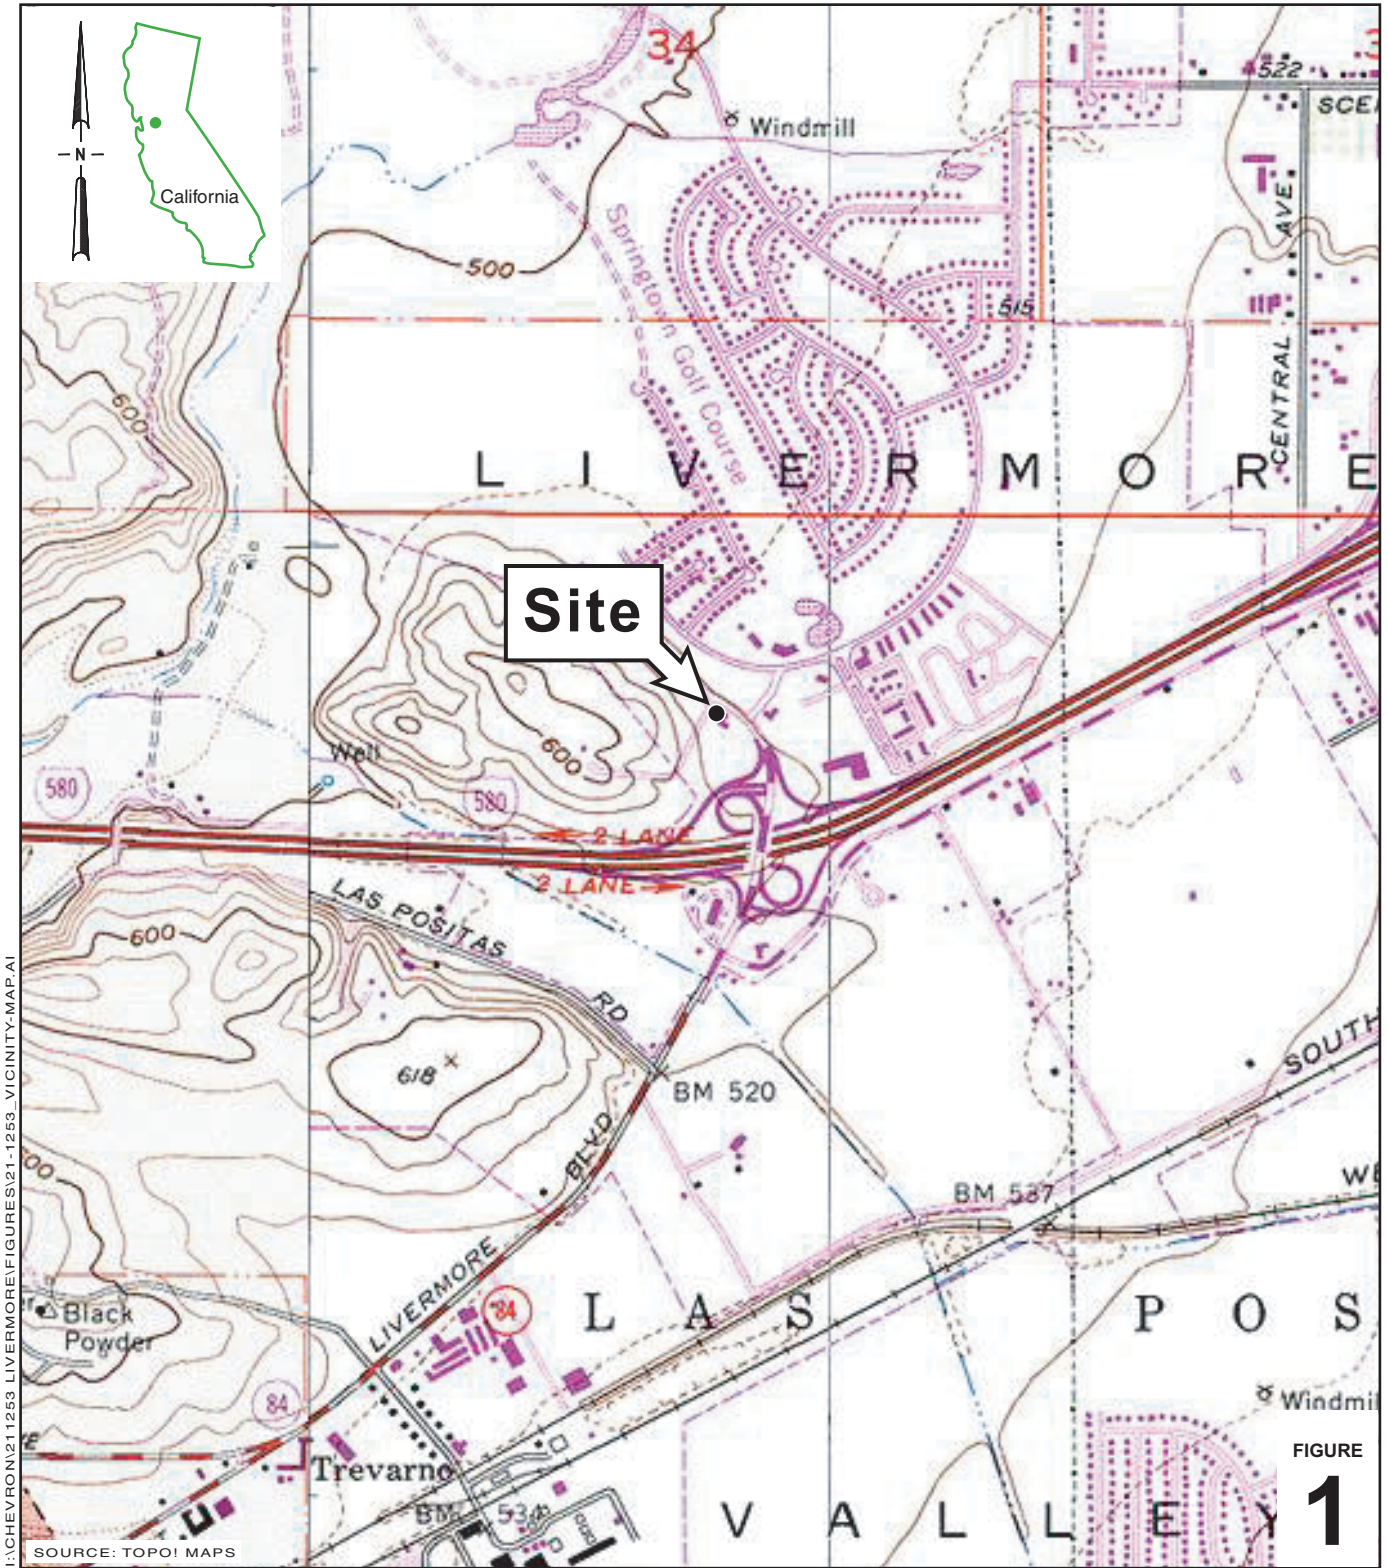 34
522
SCE
Windmill
N
California
AVE
500
Springtown Golf Course
515
600
CENTRAL
L I V E R M O R E
Site
600
Well
580
580
2 LANE
2 LANE
LAS POSITAS
RD
600
618
BM 520
SOUTH
BLVD
BM 537
WE
LIVERMORE
84
L A S P O S
Black
Powder
84
Windmil
FIGURE
1
Trevarno
BM 534
V A L L E Y
SOURCE: TOPO! MAPS
I:\CHEVRON\211253 LIVERMORE\FIGURES\21-1253_VICINITY-MAP.AI